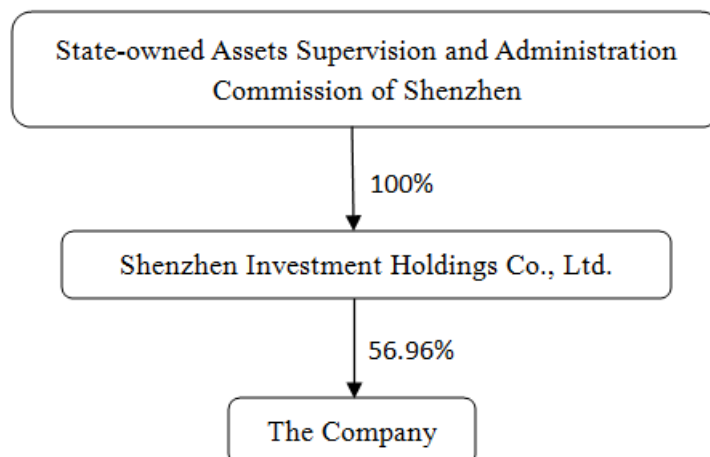 State-owned Assets Supervision and Administration
Commission of Shenzhen
100%
Shenzhen Investment Holdings Co., Ltd.
56.96%
The Company